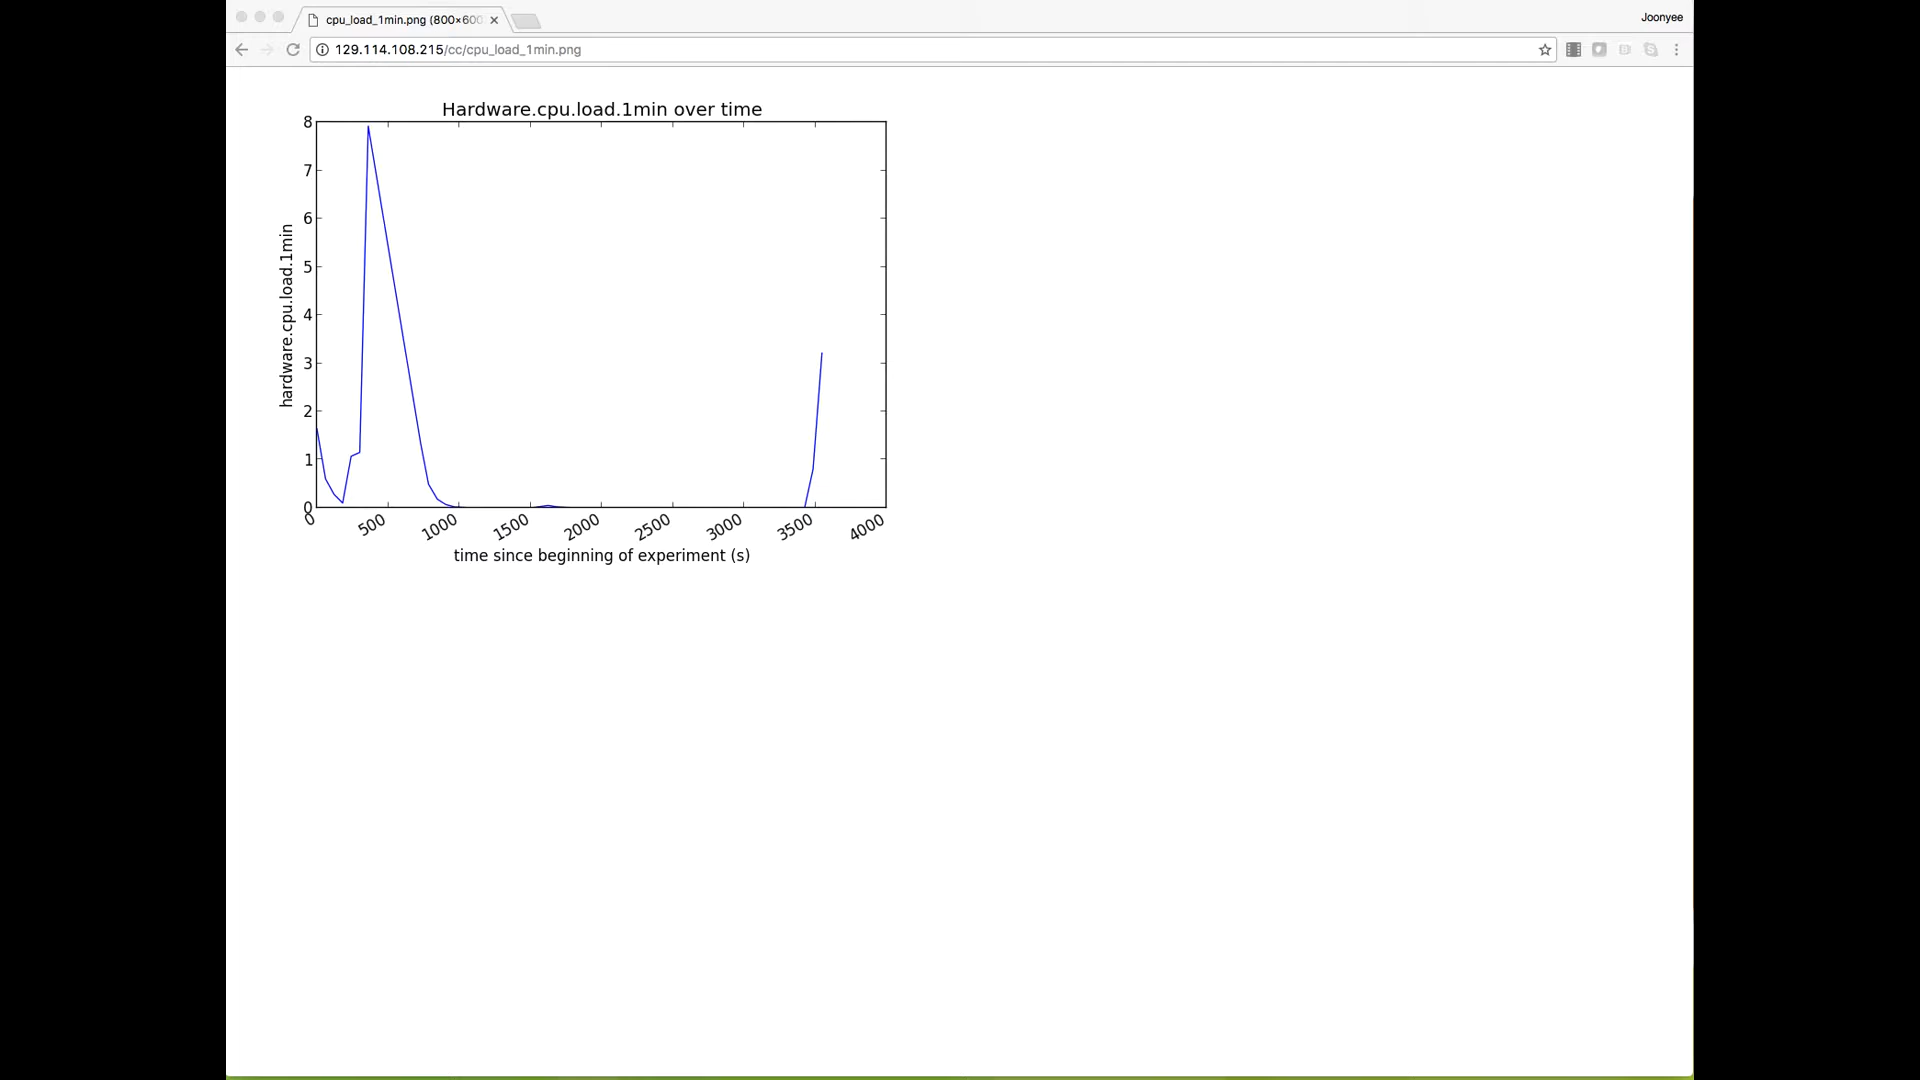 cpu_load_1min.png (800×600
Joonyee
129.114.108.215/cc/cpu_load_1min.png
Hardware.cpu.load.1min over time
8
7
6
5
4
3
2
1
0
hardware.cpu.load.1min
0 500 1000 1500 2000 2500 3000 3500 4000
time since beginning of experiment (s)